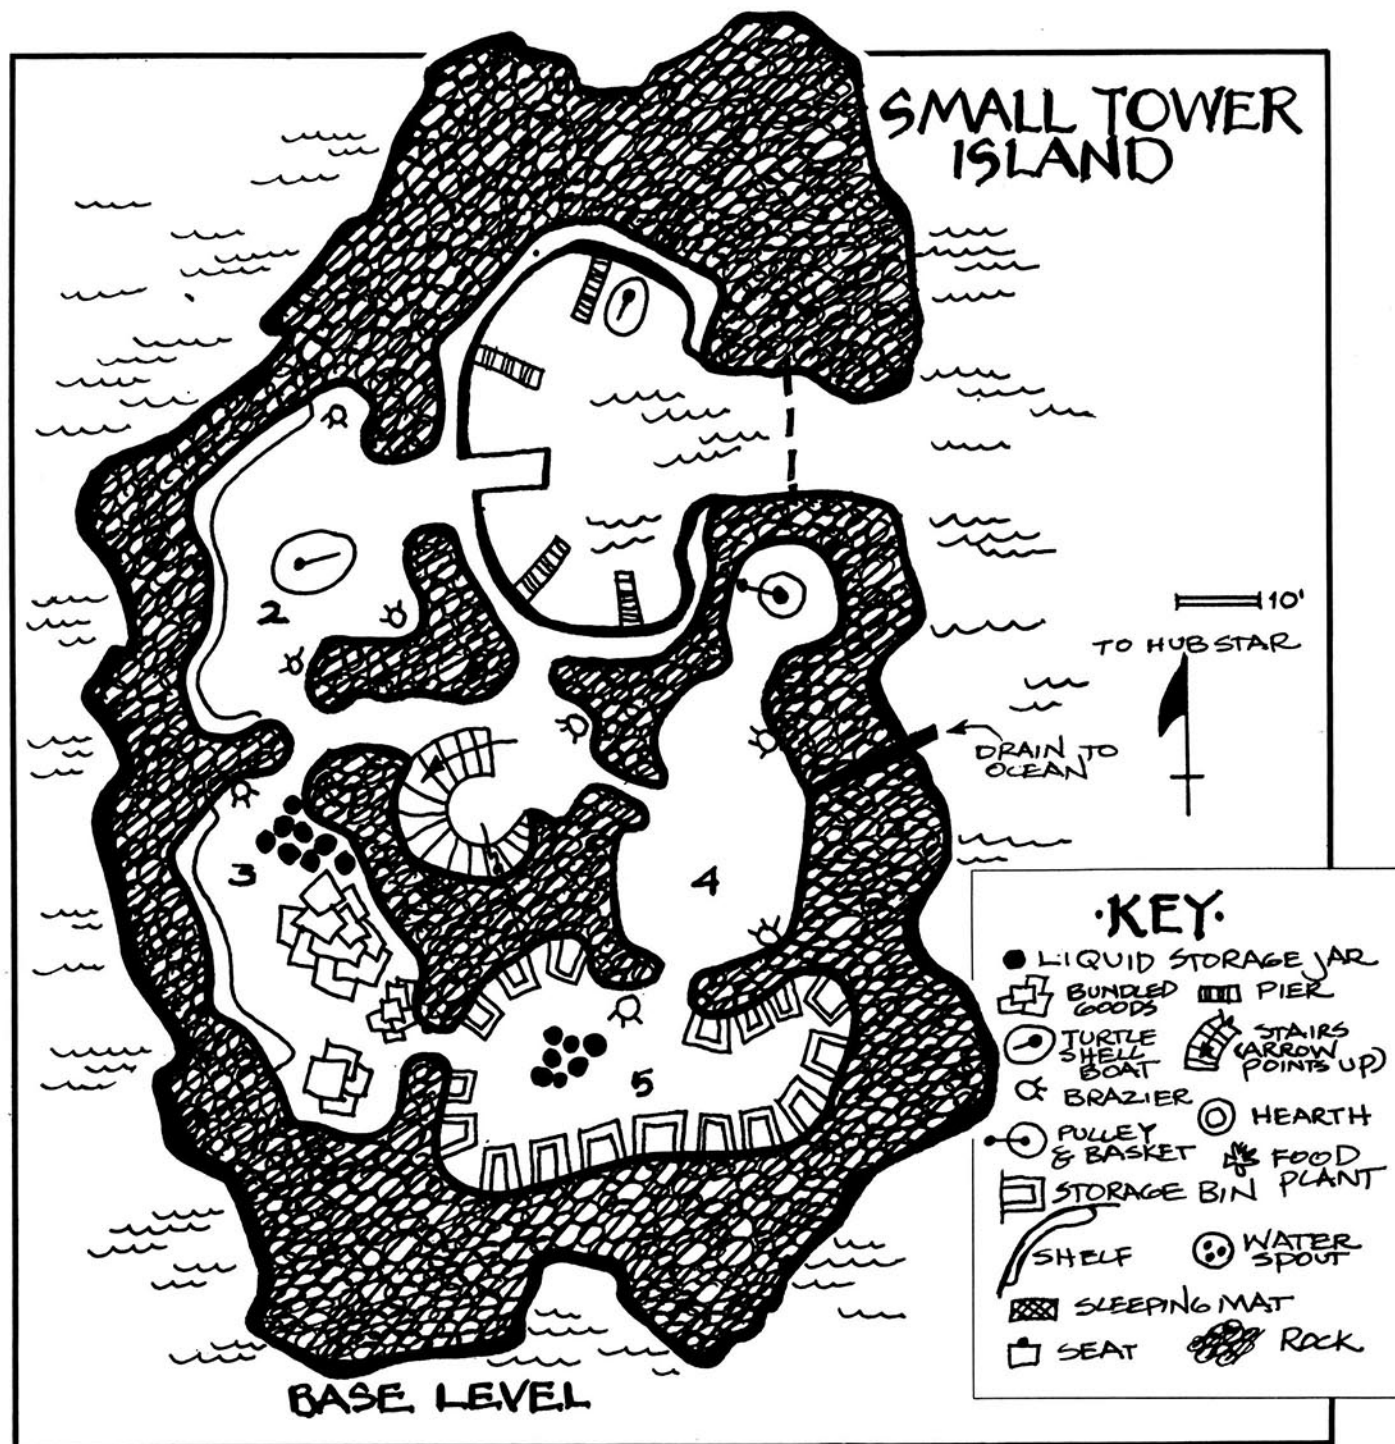 SMALL TOWER
ISLAND
2
10'
TO HUBSTAR
DRAIN TO
OCEAN
3
4
5
·KEY·
LIQUID STORAGE JAR
BUNDLED
GOODS
PIER
TURTLE
SHELL
BOAT
STAIRS
(ARROW
POINTS UP)
BRAZIER
HEARTH
PULLEY
& BASKET
FOOD
PLANT
STORAGE BIN
SHELF
WATER
SPOUT
SLEEPING MAT
SEAT
ROCK
BASE LEVEL